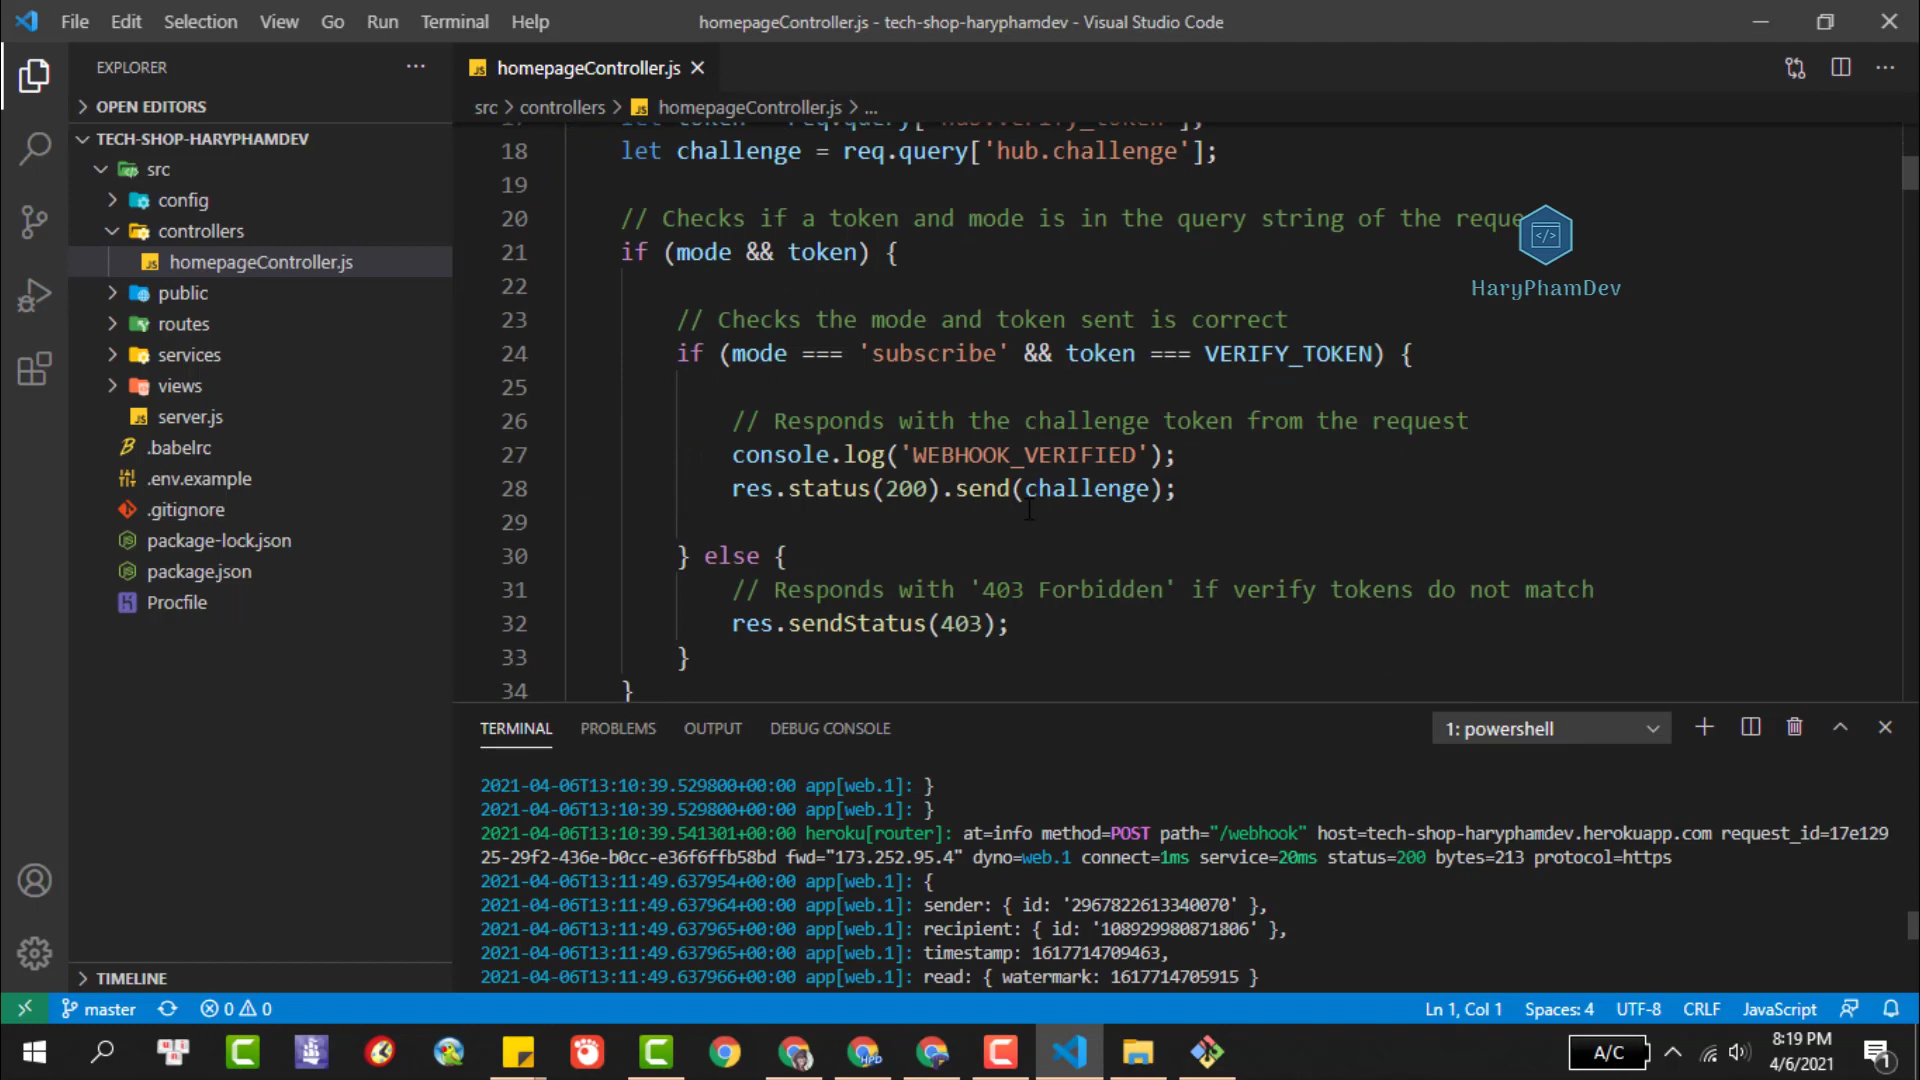 File Edit Selection View Go Run Terminal Help homepageController.js - tech-shop-haryphamdev - Visual Studio Code
EXPLORER
OPEN EDITORS
TECH-SHOP-HARYPHAMDEV
src
config
controllers
homepageController.js
public
routes
services
views
server.js
.babelrc
.env.example
.gitignore
package-lock.json
package.json
Procfile
TIMELINE
homepageController.js
src > controllers > homepageController.js > ...
17 let token = req.query['hub.verify_token'];
18 let challenge = req.query['hub.challenge'];
19
20 // Checks if a token and mode is in the query string of the reque
21 if (mode && token) {
22
23 // Checks the mode and token sent is correct
24 if (mode === 'subscribe' && token === VERIFY_TOKEN) {
25
26 // Responds with the challenge token from the request
27 console.log('WEBHOOK_VERIFIED');
28 res.status(200).send(challenge);
29
30 } else {
31 // Responds with '403 Forbidden' if verify tokens do not match
32 res.sendStatus(403);
33 }
34 }
</>
HaryPhamDev
TERMINAL PROBLEMS OUTPUT DEBUG CONSOLE 1: powershell
2021-04-06T13:10:39.529800+00:00 app[web.1]: }
2021-04-06T13:10:39.529800+00:00 app[web.1]: }
2021-04-06T13:10:39.541301+00:00 heroku[router]: at=info method=POST path="/webhook" host=tech-shop-haryphamdev.herokuapp.com request_id=17e129
25-29f2-436e-b0cc-e36f6ffb58bd fwd="173.252.95.4" dyno=web.1 connect=1ms service=20ms status=200 bytes=213 protocol=https
2021-04-06T13:11:49.637954+00:00 app[web.1]: {
2021-04-06T13:11:49.637964+00:00 app[web.1]: sender: { id: '2967822613340070' },
2021-04-06T13:11:49.637965+00:00 app[web.1]: recipient: { id: '108929980871806' },
2021-04-06T13:11:49.637965+00:00 app[web.1]: timestamp: 1617714709463,
2021-04-06T13:11:49.637966+00:00 app[web.1]: read: { watermark: 1617714705915 }
master 0 0 Ln 1, Col 1 Spaces: 4 UTF-8 CRLF JavaScript
A/C
8:19 PM
4/6/2021
1